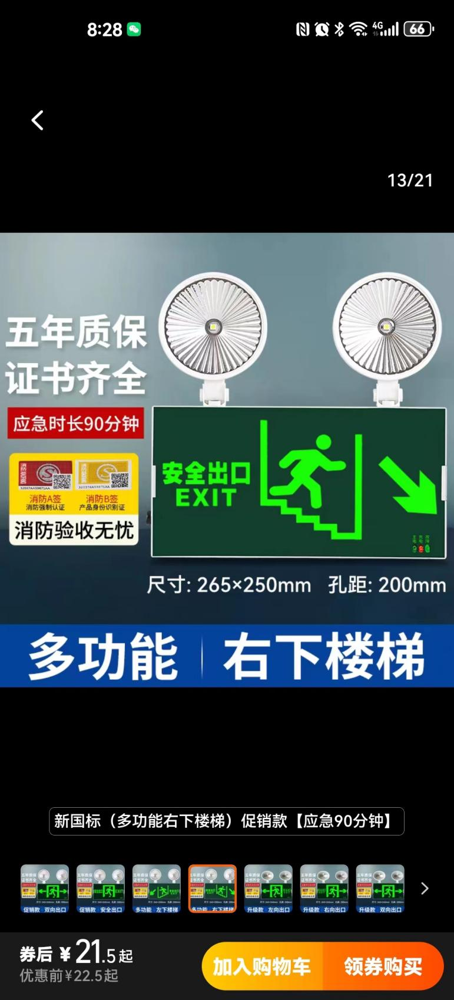 8:28
4G
66
13/21
五年质保
证书齐全
应急时长90分钟
消防A签
消防强制认证
消防B签
产品身份识别证
消防验收无忧
安全出口
EXIT
主电 充电 故障
尺寸: 265×250mm 孔距: 200mm
多功能 右下楼梯
新国标（多功能右下楼梯）促销款【应急90分钟】
促销款 双向出口
促销款 安全出口
多功能 左下楼梯
多功能 右下楼梯
升级款 左向出口
升级款 右向出口
升级款 双向出口
券后 ¥21.5起
优惠前¥22.5起
加入购物车
领券购买